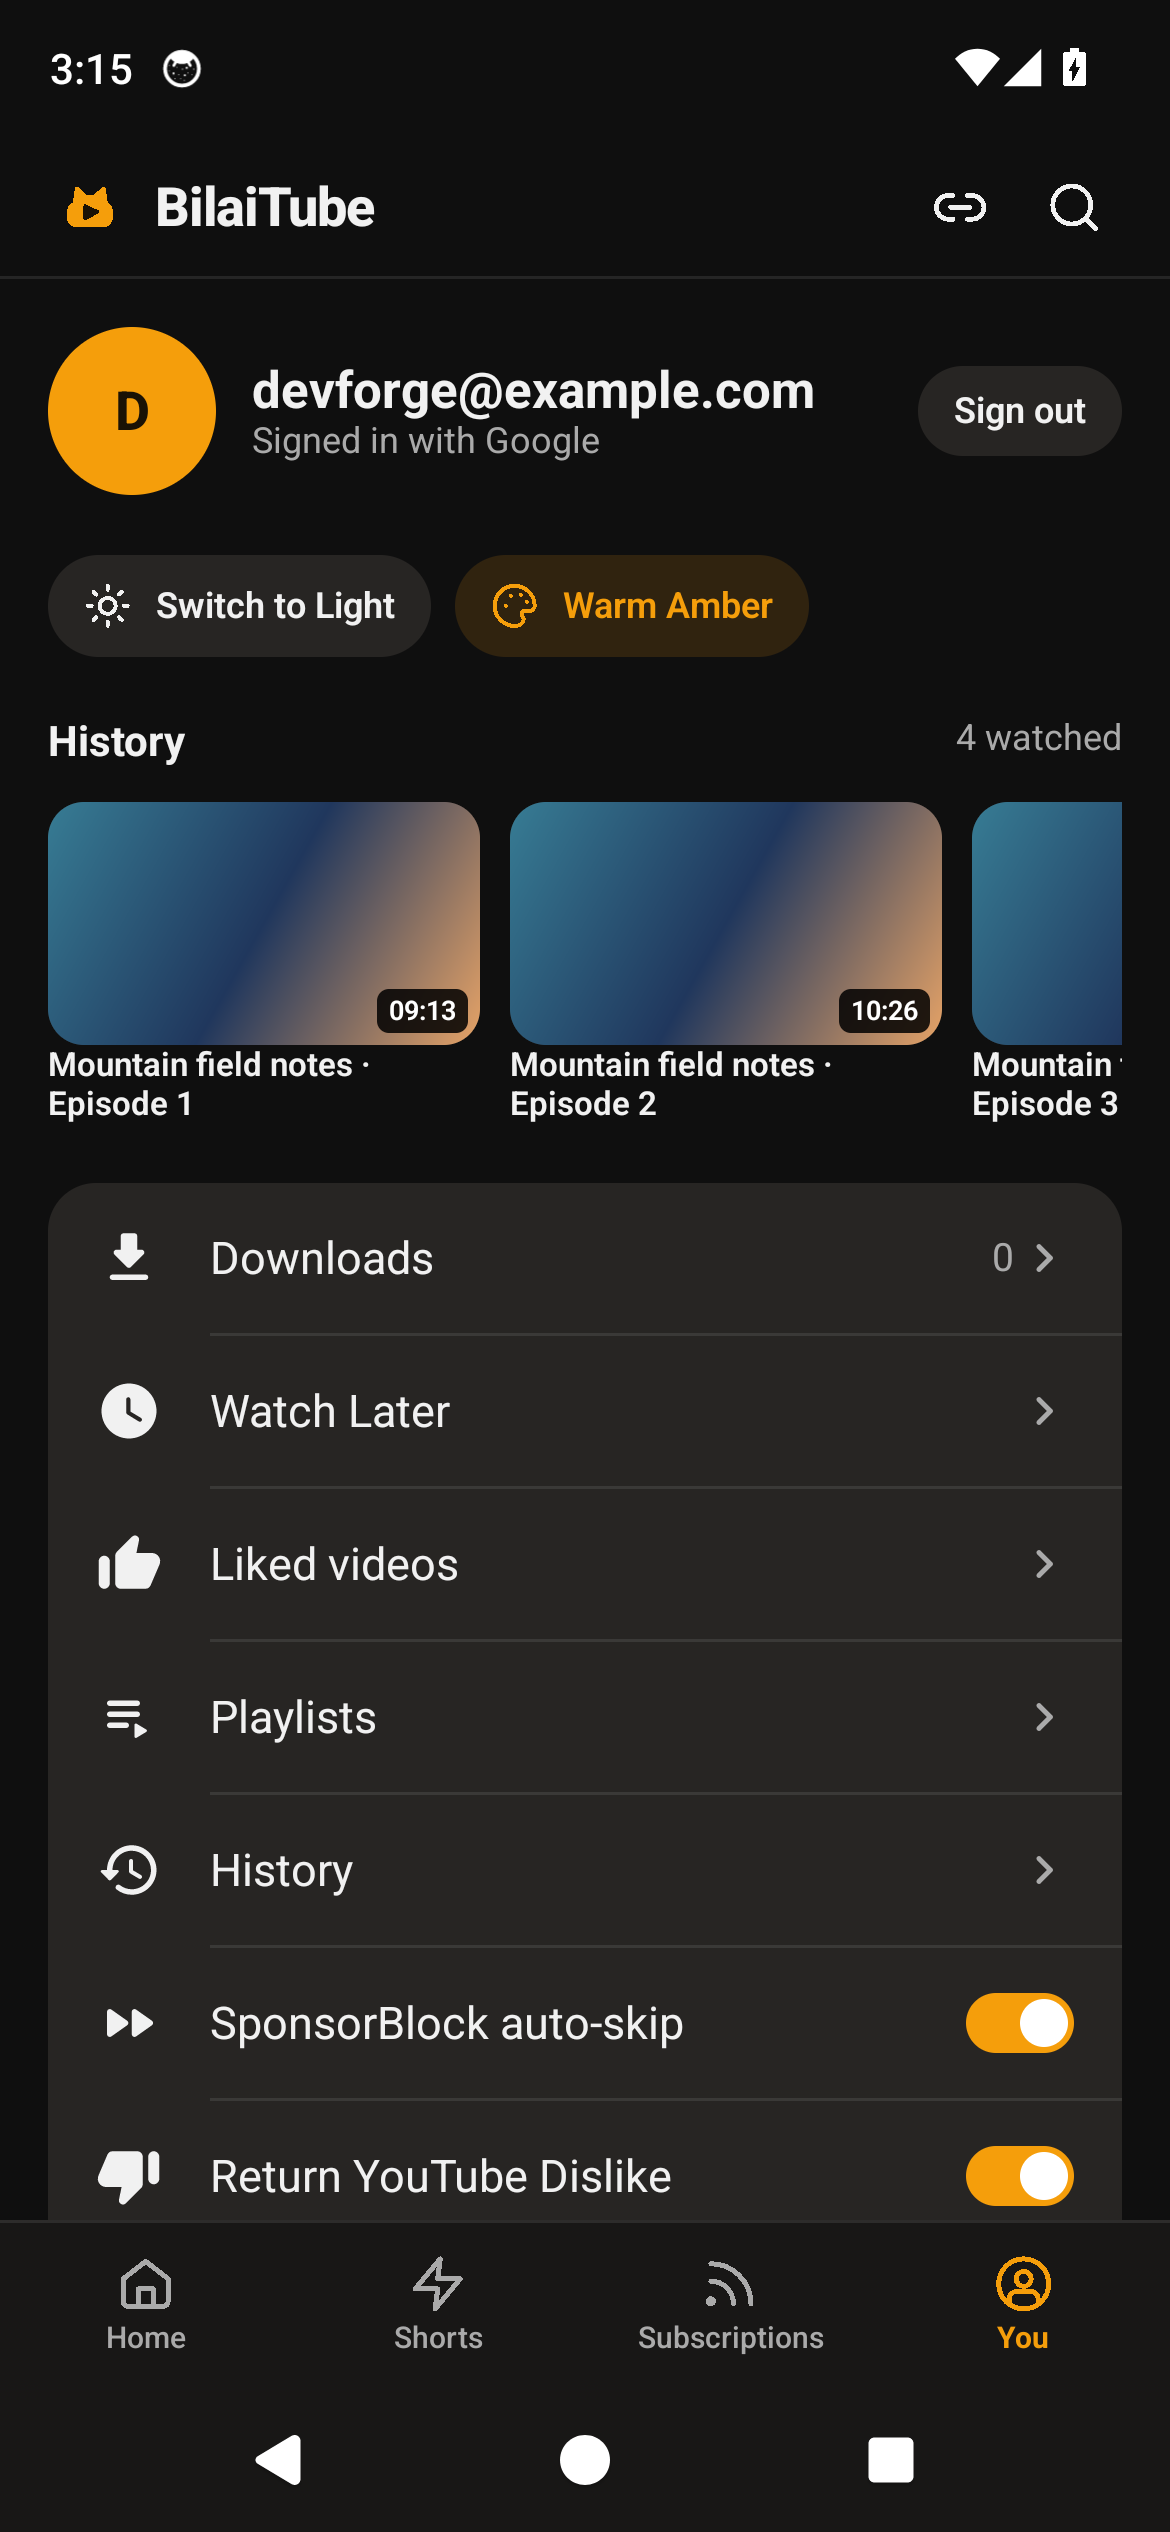 3:15
BilaiTube
D
devforge@example.com
Signed in with Google
Sign out
Switch to Light
Warm Amber
History
4 watched
09:13
10:26
Mountain field notes ·
Episode 1
Mountain field notes ·
Episode 2
Mountain
Episode 3
Downloads
0
Watch Later
Liked videos
Playlists
History
SponsorBlock auto-skip
Return YouTube Dislike
Home
Shorts
Subscriptions
You